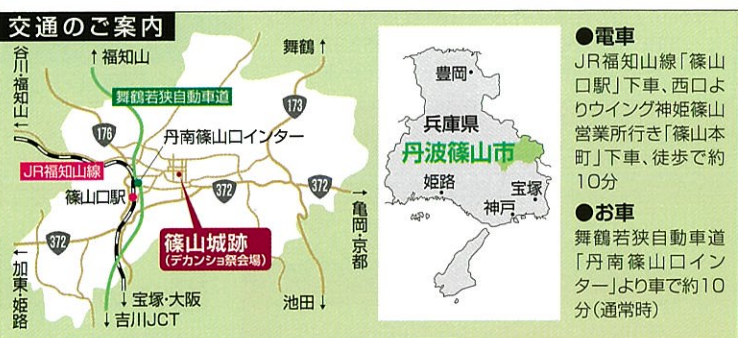 交通のご案内
谷川・福知山
↑福知山
舞鶴↑
舞鶴若狭自動車道
176
173
丹南篠山口インター
JR福知山線
篠山口駅
372
372
篠山城跡
(デカンショ祭会場)
亀岡・京都
372
加東・姫路
宝塚・大阪
吉川JCT
池田
豊岡
兵庫県
丹波篠山市
姫路
宝塚
神戸
●電車
JR福知山線「篠山
口駅」下車、西口よ
りウイング神姫篠山
営業所行き「篠山本
町」下車、徒歩で約
10分
●お車
舞鶴若狭自動車道
「丹南篠山口イン
ター」より車で約10
分(通常時)